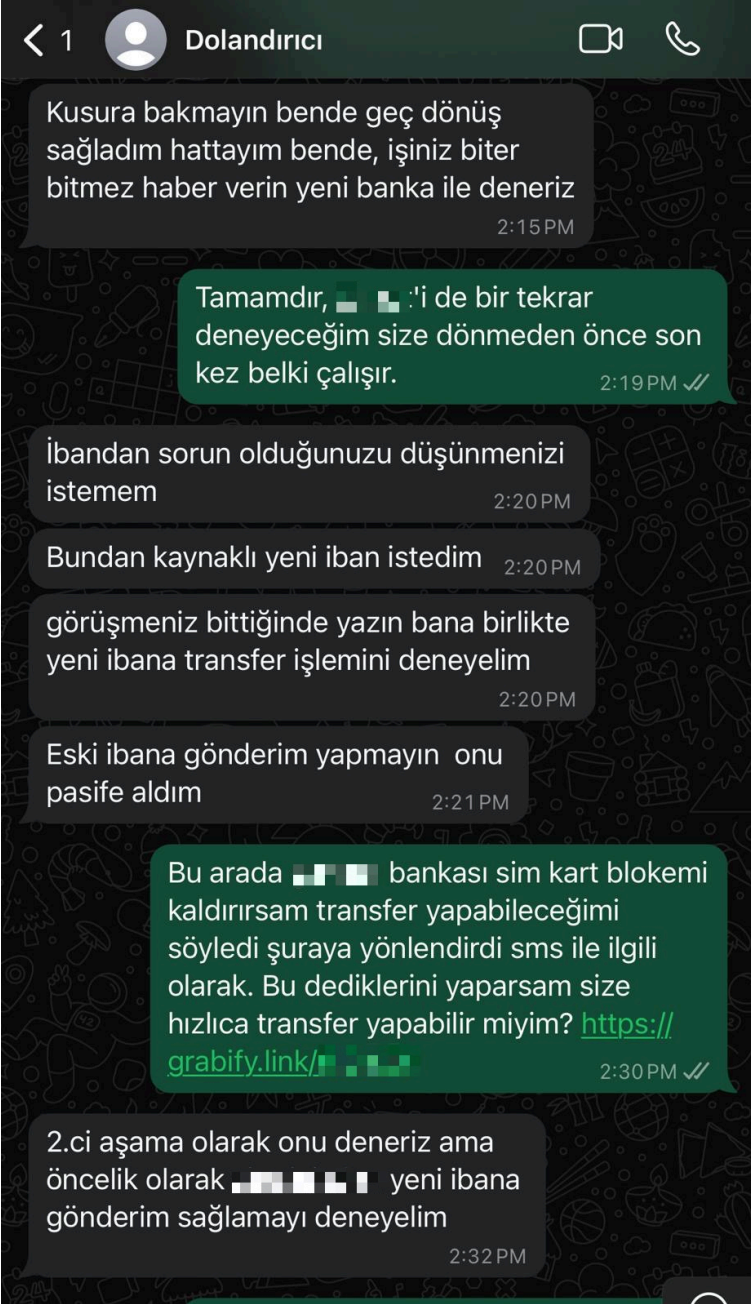 1
Dolandırıcı
Kusura bakmayın bende geç dönüş
sağladım hattayım bende, işiniz biter
bitmez haber verin yeni banka ile deneriz
2:15 PM
Tamamdır, 'i de bir tekrar
deneyeceğim size dönmeden önce son
kez belki çalışır.
2:19 PM
İbandan sorun olduğunuzu düşünmenizi
istemem
2:20 PM
Bundan kaynaklı yeni iban istedim
2:20 PM
görüşmeniz bittiğinde yazın bana birlikte
yeni ibana transfer işlemini deneyelim
2:20 PM
Eski ibana gönderim yapmayın onu
pasife aldım
2:21 PM
Bu arada bankası sim kart blokemi
kaldırırsam transfer yapabileceğimi
söyledi şuraya yönlendirdi sms ile ilgili
olarak. Bu dediklerini yaparsam size
hızlıca transfer yapabilir miyim? https://
grabify.link/
2:30 PM
2.ci aşama olarak onu deneriz ama
öncelik olarak yeni ibana
gönderim sağlamayı deneyelim
2:32 PM